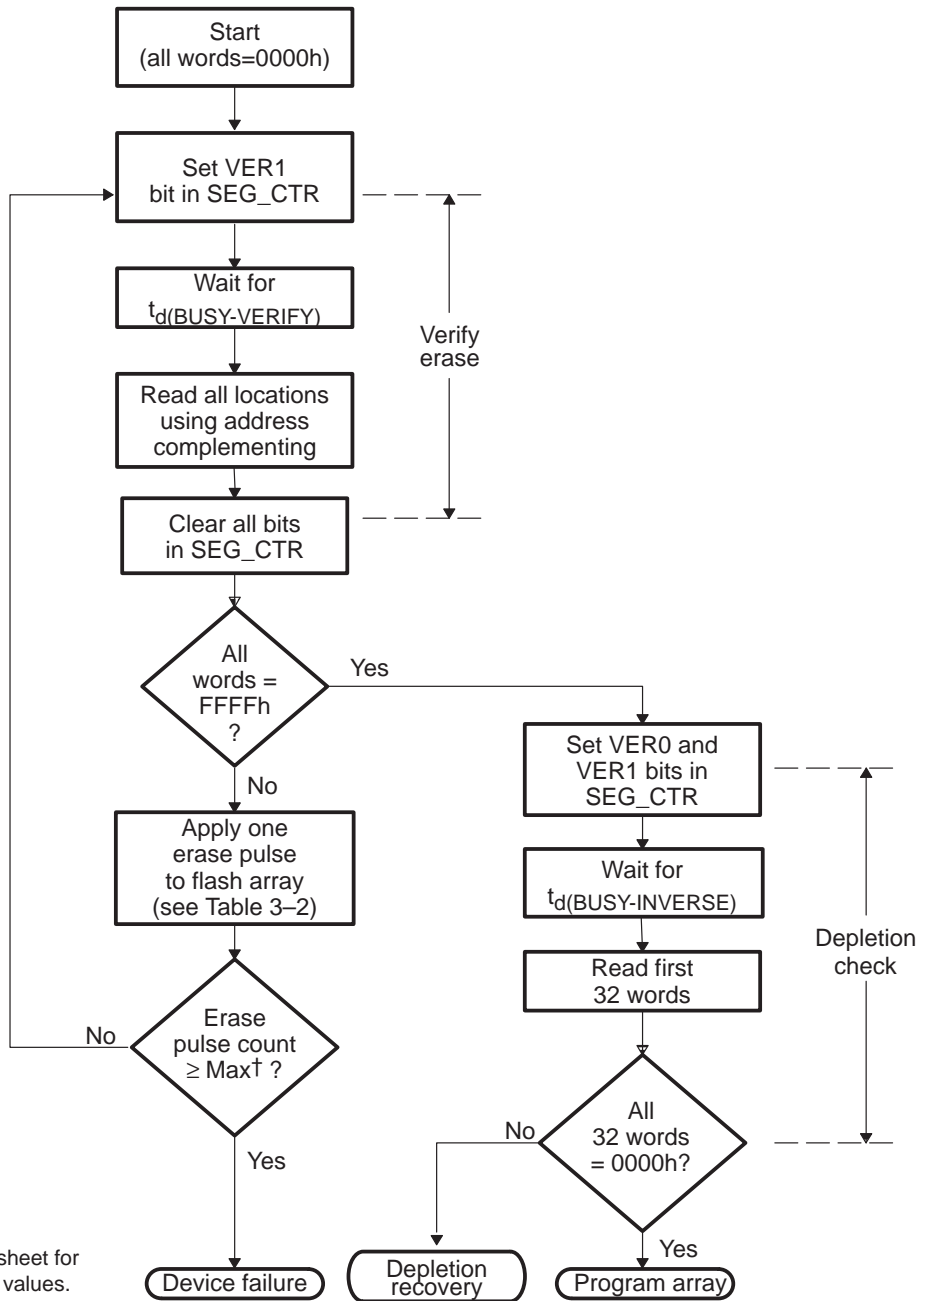 Start
(all words=0000h)
Set VER1
bit in SEG_CTR
Wait for
td(BUSY-VERIFY)
Verify
erase
Read all locations
using address
complementing
Clear all bits
in SEG_CTR
All
words =
FFFFh
?
Yes
No
Set VER0 and
VER1 bits in
SEG_CTR
Apply one
erase pulse
to flash array
(see Table 3–2)
Wait for
td(BUSY-INVERSE)
Depletion
check
Read first
32 words
No
Erase
pulse count
≥ Max† ?
Yes
All
32 words
= 0000h?
No
Yes
sheet for
values.
Device failure
Depletion
recovery
Program array